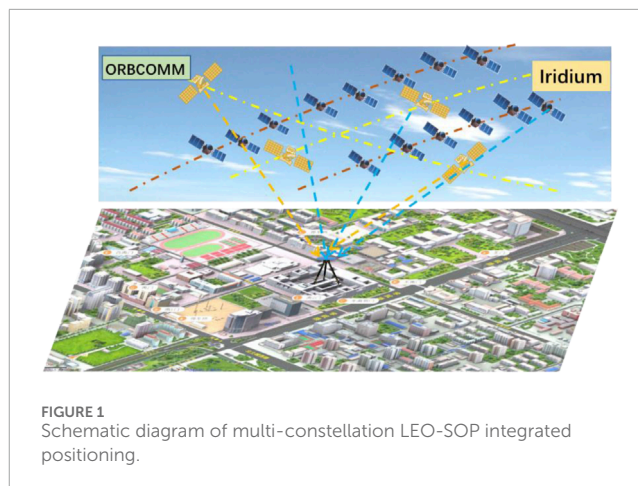 ORBCOMM
Iridium
FIGURE 1
Schematic diagram of multi-constellation LEO-SOP integrated
positioning.